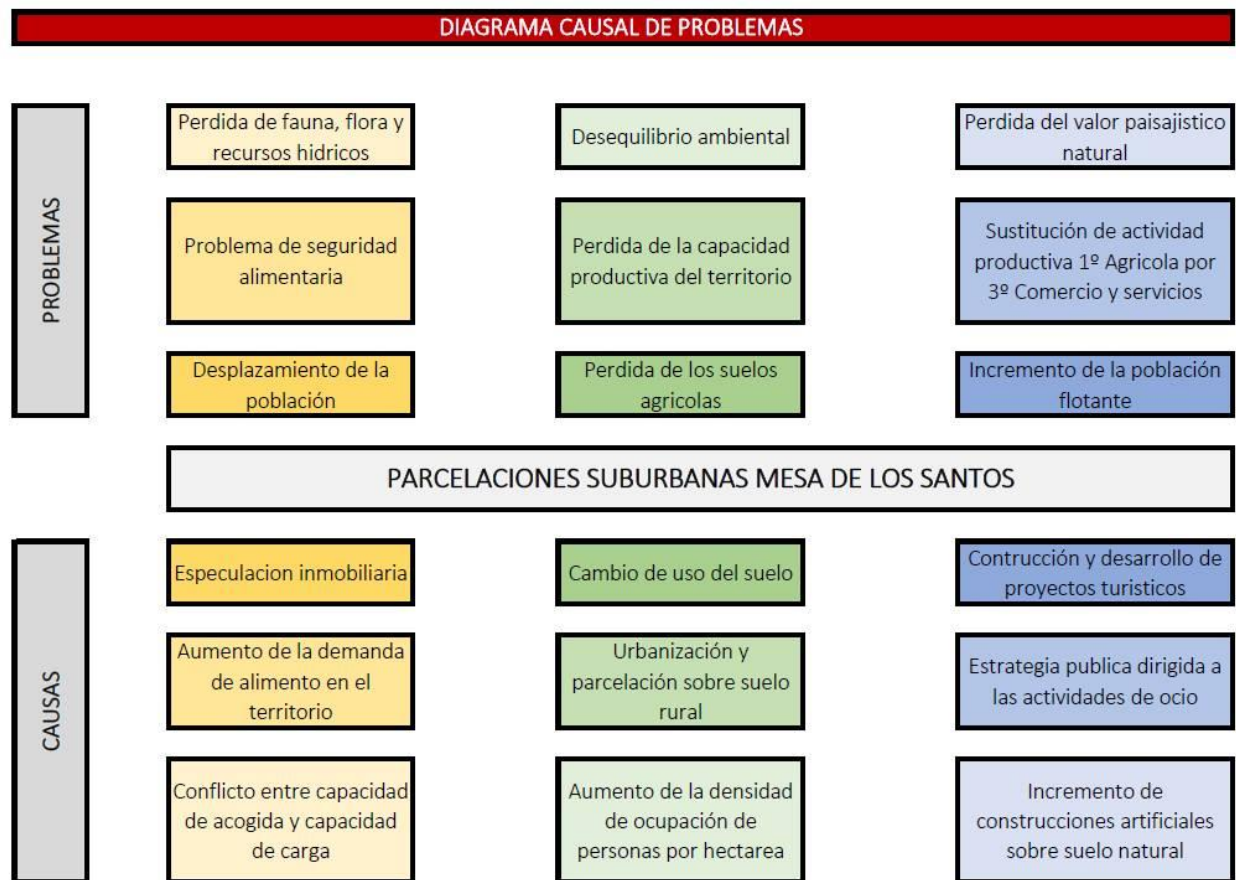 DIAGRAMA CAUSAL DE PROBLEMAS
PROBLEMAS
Perdida de fauna, flora y
recursos hidricos
Desequilibrio ambiental
Perdida del valor paisajistico
natural
Problema de seguridad
alimentaria
Perdida de la capacidad
productiva del territorio
Sustitución de actividad
productiva 1º Agricola por
3º Comercio y servicios
Desplazamiento de la
población
Perdida de los suelos
agricolas
Incremento de la población
flotante
PARCELACIONES SUBURBANAS MESA DE LOS SANTOS
CAUSAS
Especulacion inmobiliaria
Cambio de uso del suelo
Contrucción y desarrollo de
proyectos turisticos
Aumento de la demanda
de alimento en el
territorio
Urbanización y
parcelación sobre suelo
rural
Estrategia publica dirigida a
las actividades de ocio
Conflicto entre capacidad
de acogida y capacidad
de carga
Aumento de la densidad
de ocupación de
personas por hectarea
Incremento de
construcciones artificiales
sobre suelo natural